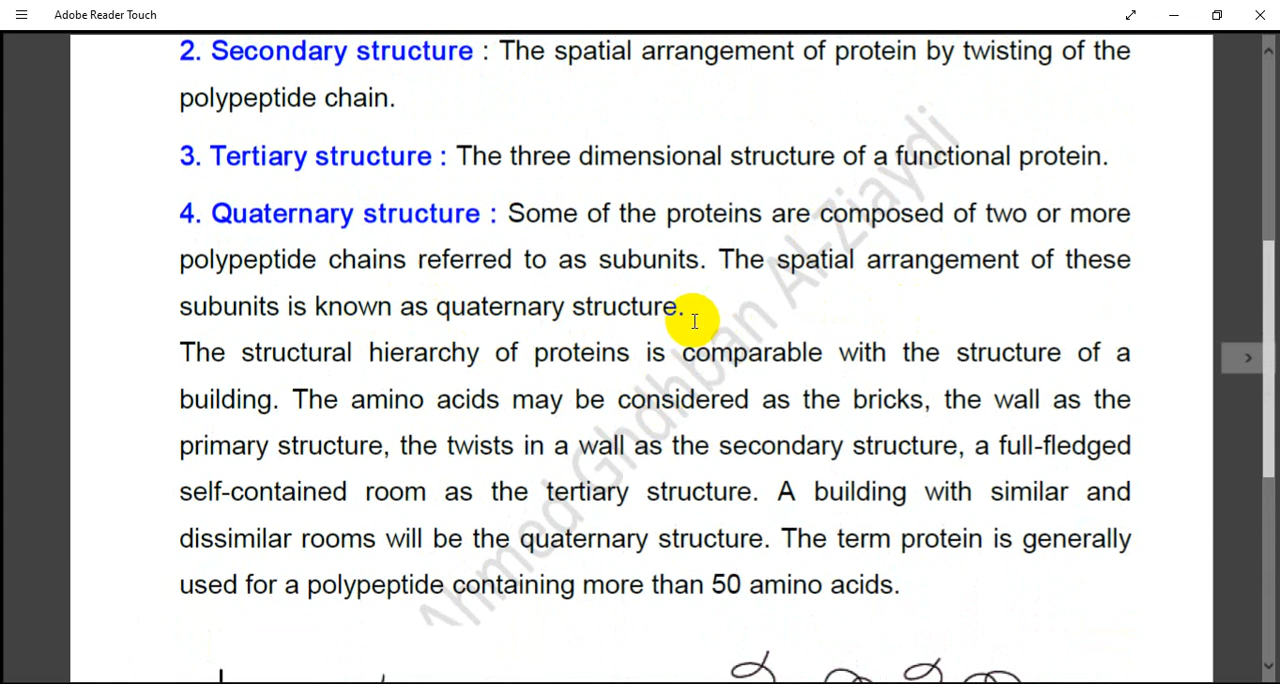 Adobe Reader Touch
2. Secondary structure : The spatial arrangement of protein by twisting of the
polypeptide chain.
3. Tertiary structure : The three dimensional structure of a functional protein.
4. Quaternary structure : Some of the proteins are composed of two or more
polypeptide chains referred to as subunits. The spatial arrangement of these
subunits is known as quaternary structure.
The structural hierarchy of proteins is comparable with the structure of a
building. The amino acids may be considered as the bricks, the wall as the
primary structure, the twists in a wall as the secondary structure, a full-fledged
self-contained room as the tertiary structure. A building with similar and
dissimilar rooms will be the quaternary structure. The term protein is generally
used for a polypeptide containing more than 50 amino acids.
Ahmed Ghdhban Al-Ziaydi